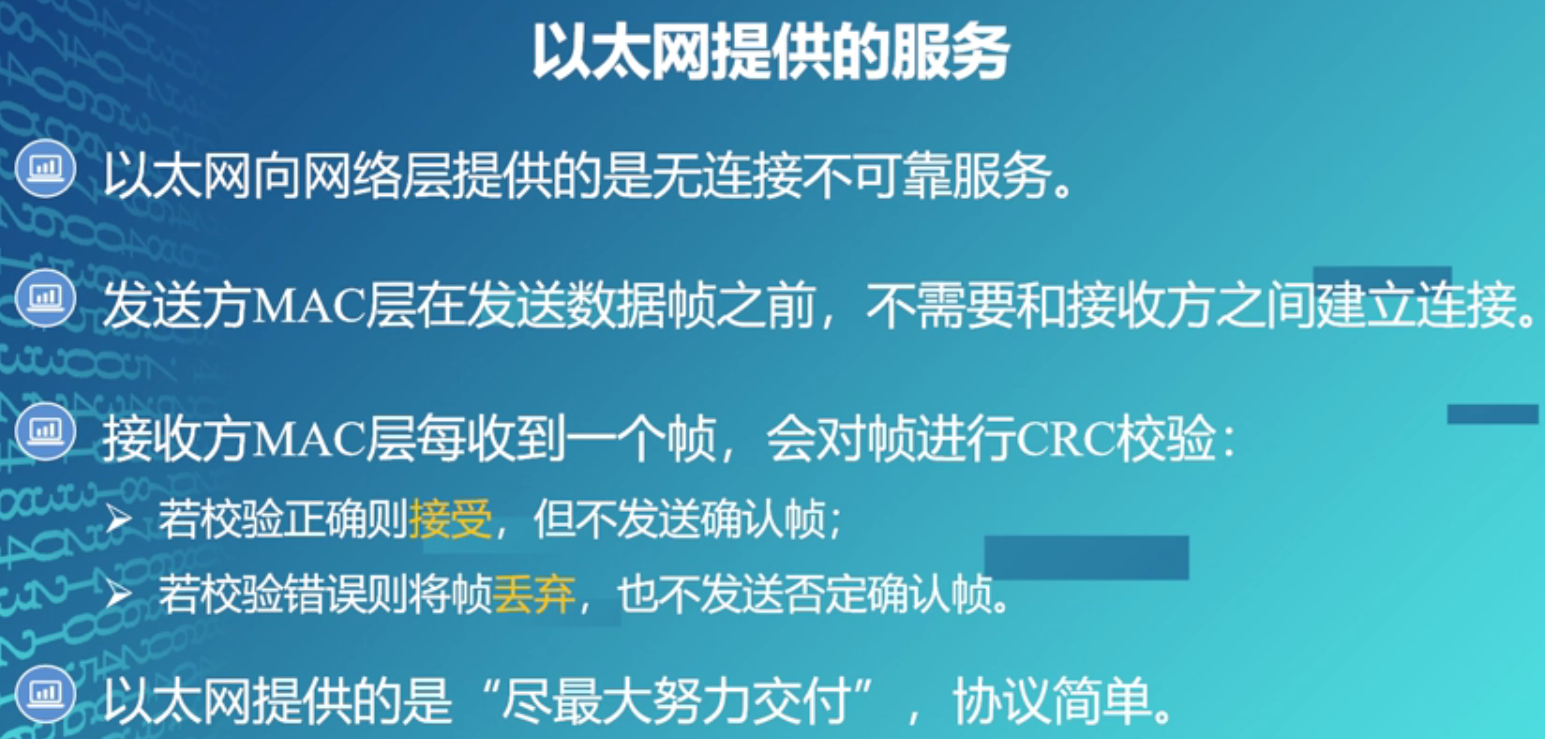 以太网提供的服务
以太网向网络层提供的是无连接不可靠服务。
发送方MAC层在发送数据帧之前，不需要和接收方之间建立连接。
接收方MAC层每收到一个帧，会对帧进行CRC校验：
若校验正确则接受，但不发送确认帧；
若校验错误则将帧丢弃，也不发送否定确认帧。
以太网提供的是“尽最大努力交付”，协议简单。